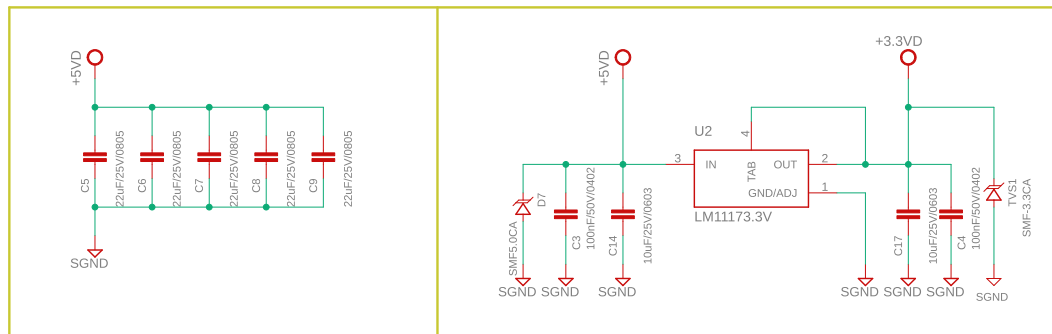 +5VD
C5
22uF/25V/0805
C6
22uF/25V/0805
C7
22uF/25V/0805
C8
22uF/25V/0805
C9
22uF/25V/0805
SGND
+5VD
+3.3VD
U2
4
3
IN
TAB
OUT
2
GND/ADJ
1
LM11173.3V
D7
SMF5.0CA
C3
100nF/50V/0402
C14
10uF/25V/0603
C17
10uF/25V/0603
C4
100nF/50V/0402
TVS1
SMF-3.3CA
SGND
SGND
SGND
SGND
SGND
SGND
SGND